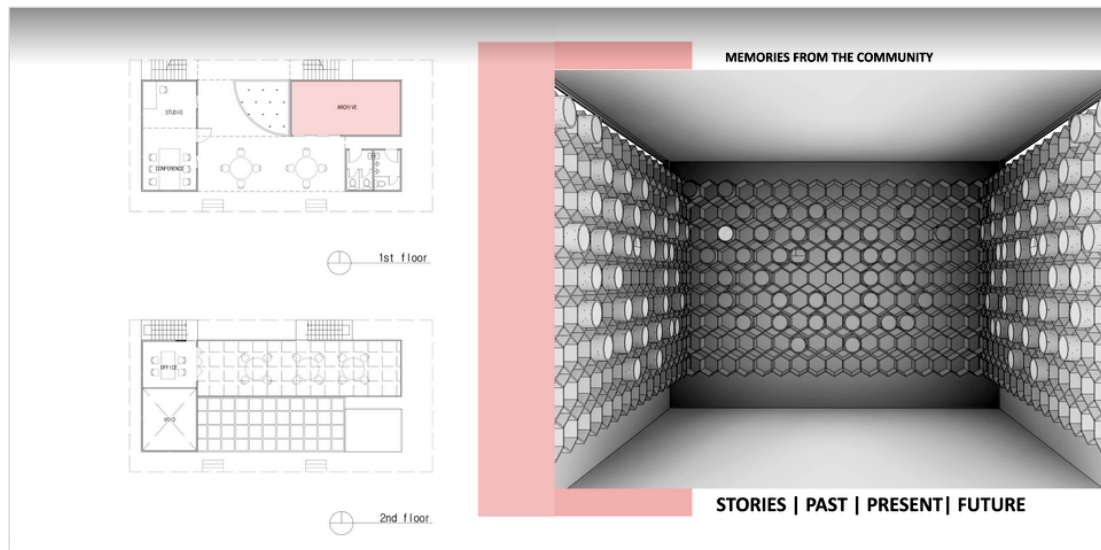 MEMORIES FROM THE COMMUNITY
STUDIO
ARCHIVE
CONFERENCE
1st floor
OFFICE
VOID
2nd floor
STORIES | PAST | PRESENT| FUTURE